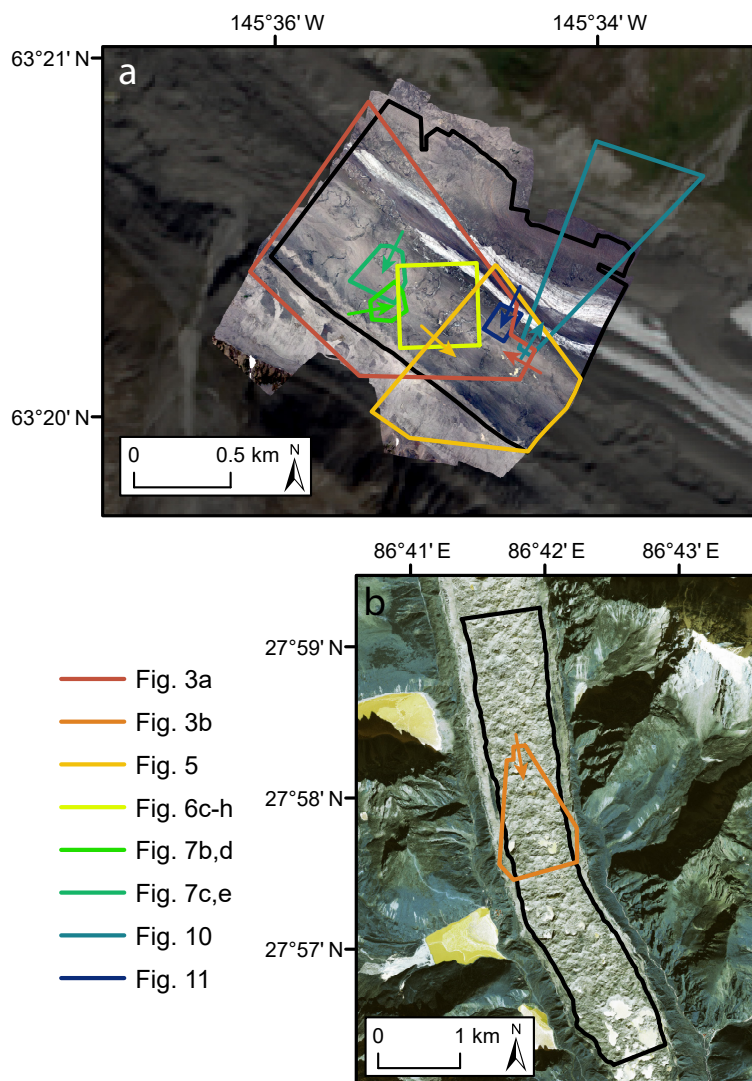 145°36' W 145°34' W
63°21' N
a
63°20' N
0 0.5 km N
86°41' E 86°42' E 86°43' E
b
27°59' N
27°58' N
27°57' N
Fig. 3a
Fig. 3b
Fig. 5
Fig. 6c-h
Fig. 7b,d
Fig. 7c,e
Fig. 10
Fig. 11
0 1 km N